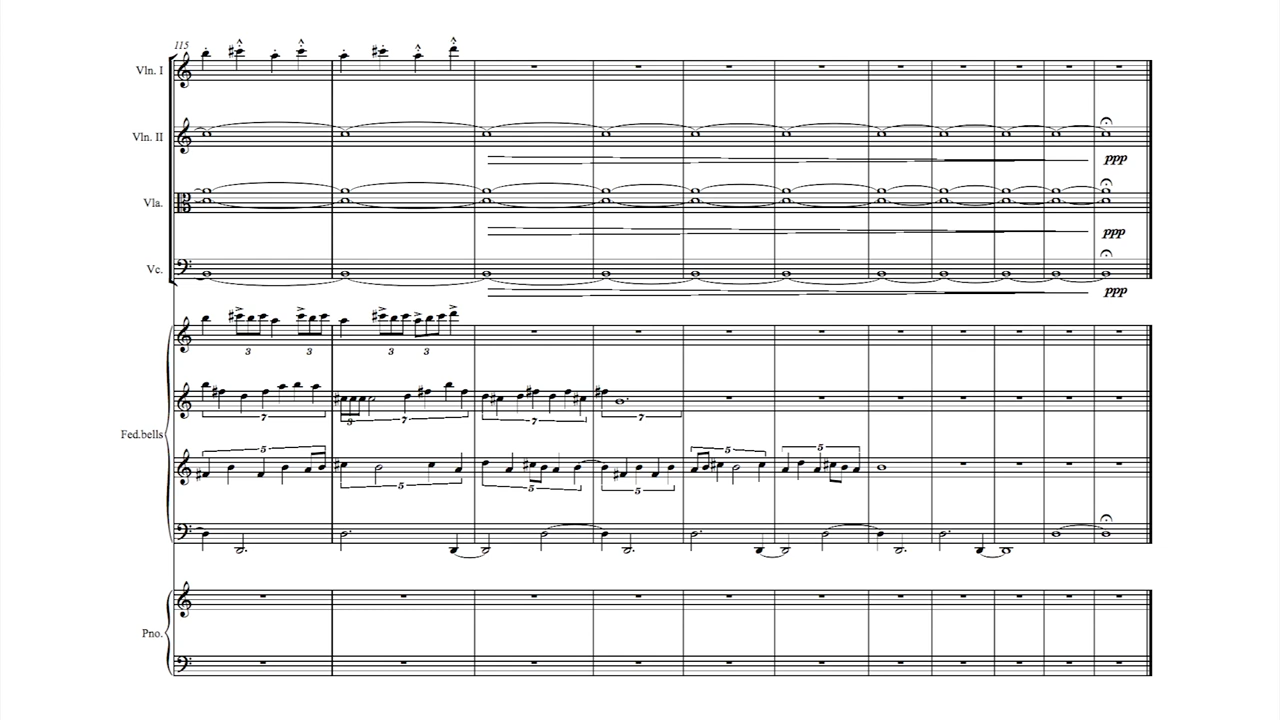 115
Vln. I
Vln. II
ppp
Vla.
ppp
Vc.
ppp
3 3 3 3
7 3 7 7 7
Fed.bells
5 5 5 5 5 5
Pno.